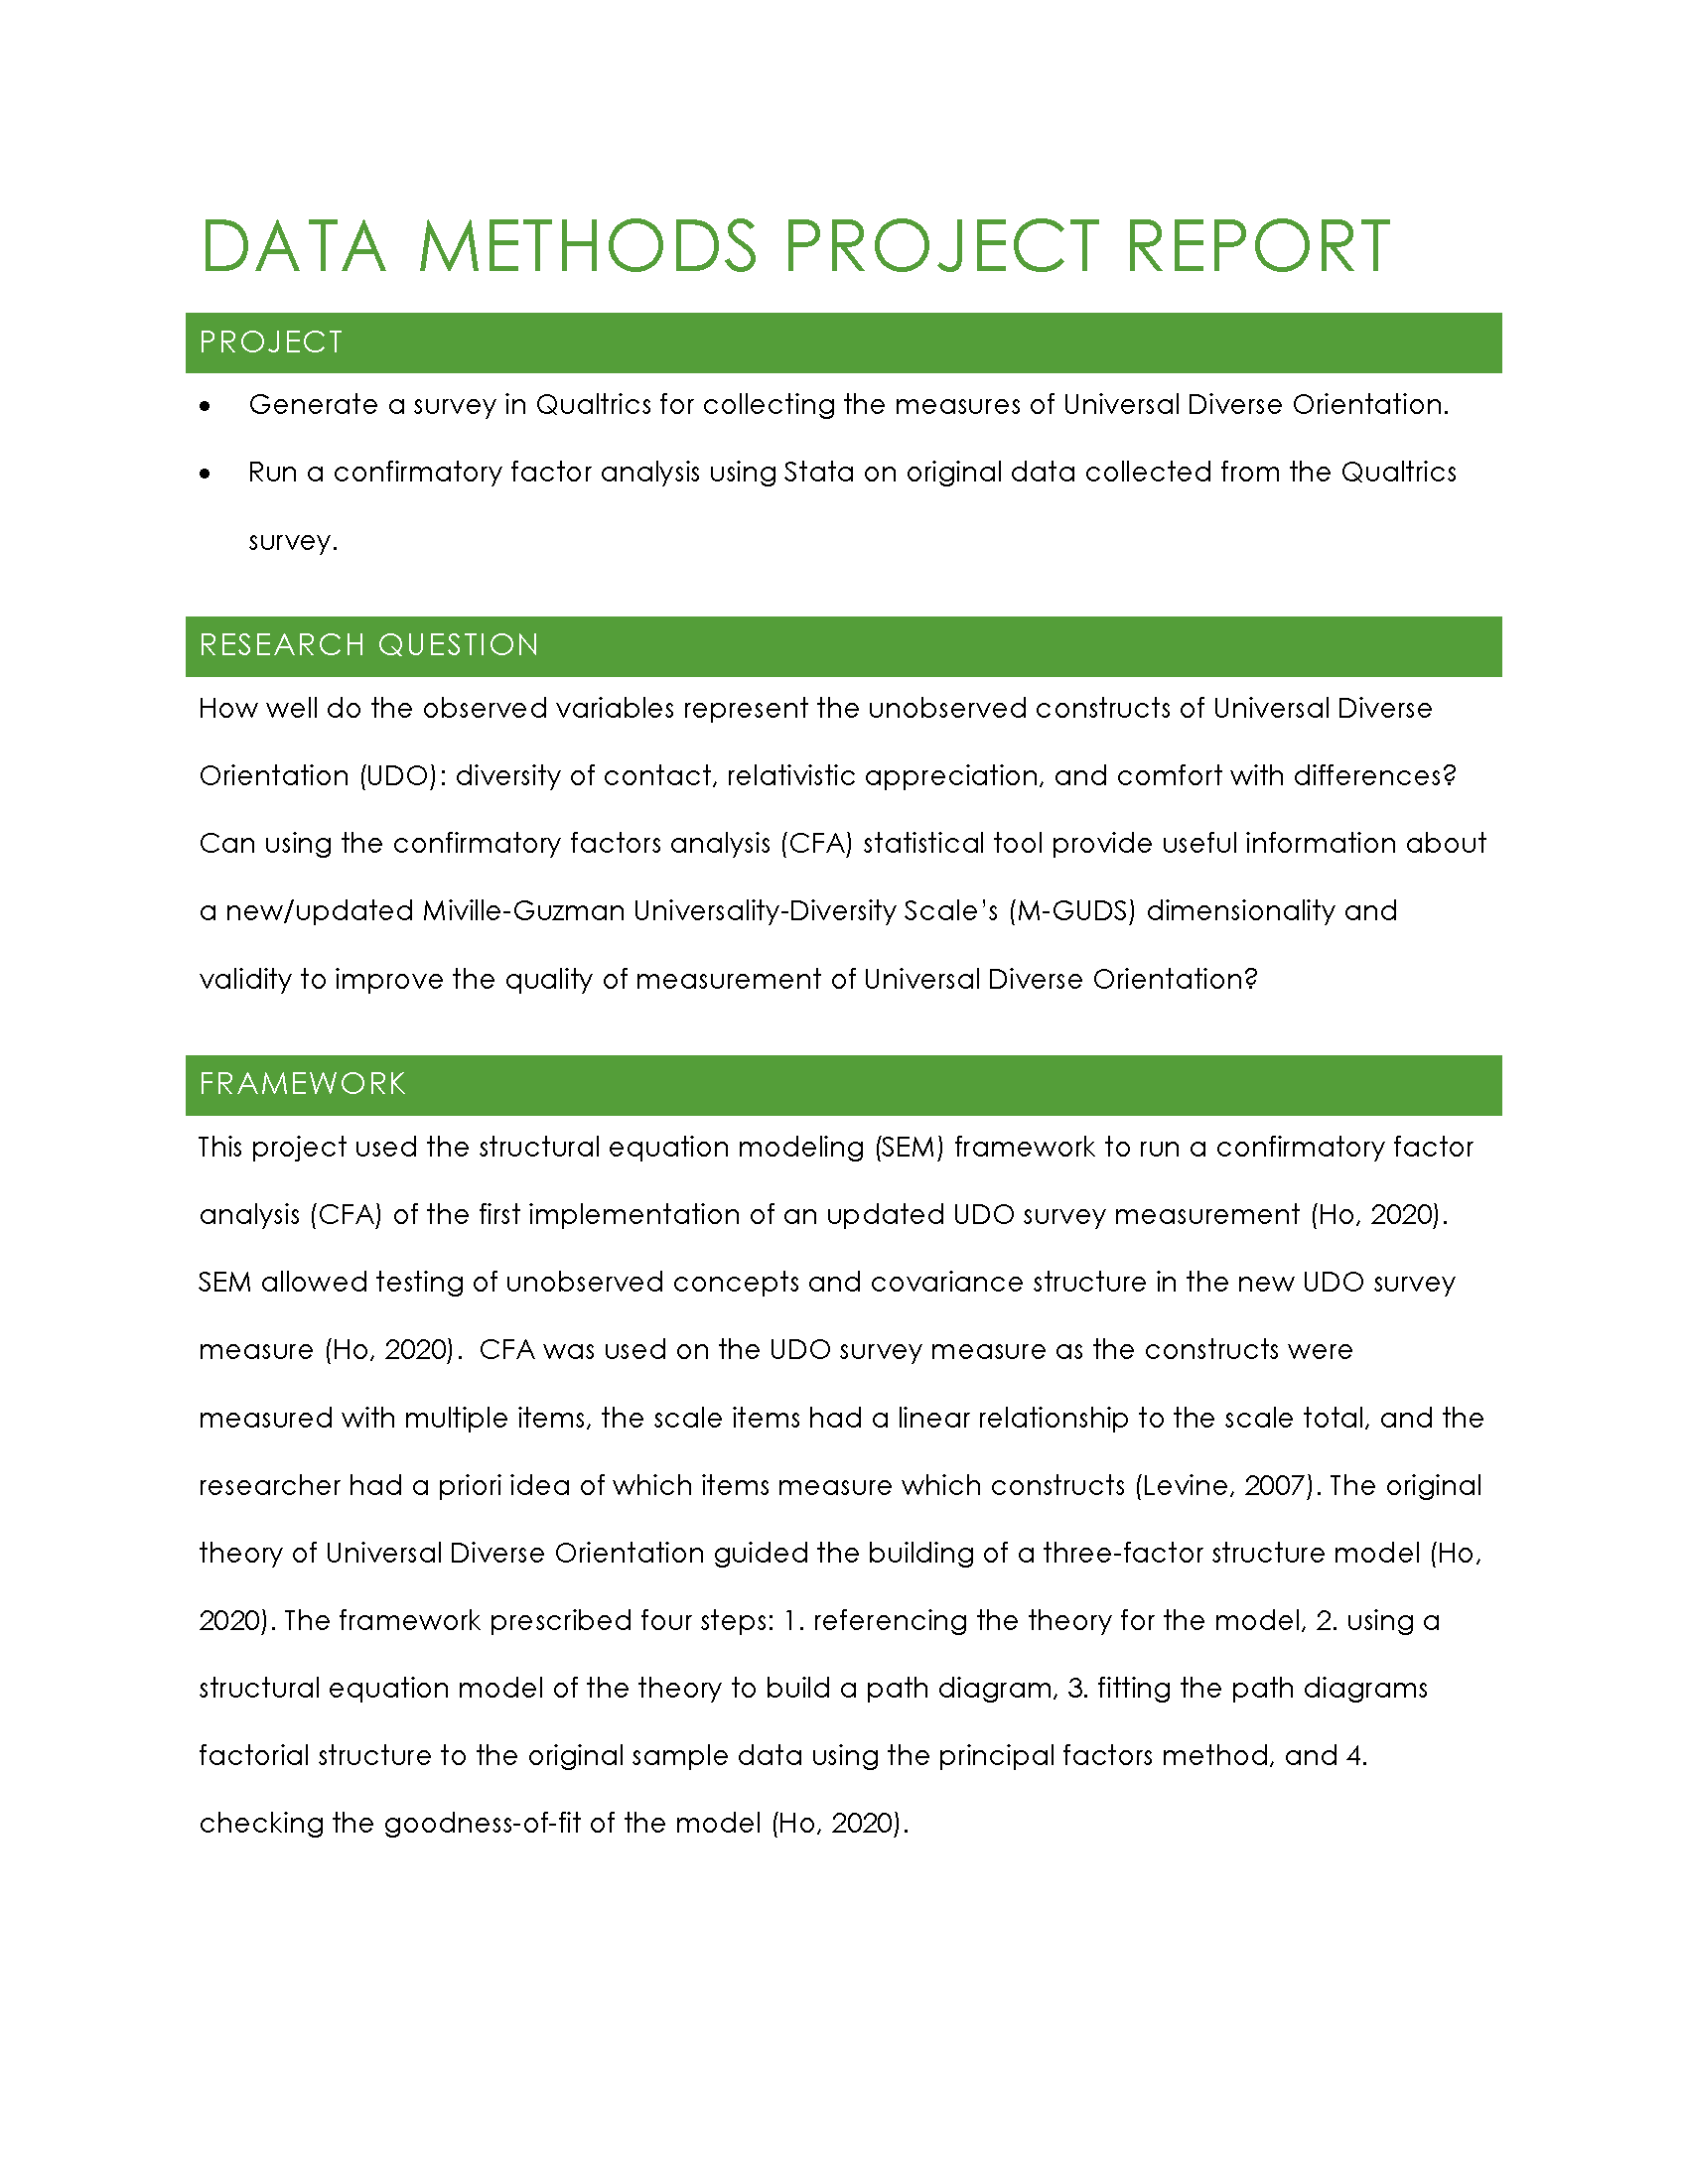 DATA METHODS PROJECT REPORT
PROJECT
• Generate a survey in Qualtrics for collecting the measures of Universal Diverse Orientation.
• Run a confirmatory factor analysis using Stata on original data collected from the Qualtrics
survey.
RESEARCH QUESTION
How well do the observed variables represent the unobserved constructs of Universal Diverse
Orientation (UDO): diversity of contact, relativistic appreciation, and comfort with differences?
Can using the confirmatory factors analysis (CFA) statistical tool provide useful information about
a new/updated Miville-Guzman Universality-Diversity Scale’s (M-GUDS) dimensionality and
validity to improve the quality of measurement of Universal Diverse Orientation?
FRAMEWORK
This project used the structural equation modeling (SEM) framework to run a confirmatory factor
analysis (CFA) of the first implementation of an updated UDO survey measurement (Ho, 2020).
SEM allowed testing of unobserved concepts and covariance structure in the new UDO survey
measure (Ho, 2020).  CFA was used on the UDO survey measure as the constructs were
measured with multiple items, the scale items had a linear relationship to the scale total, and the
researcher had a priori idea of which items measure which constructs (Levine, 2007). The original
theory of Universal Diverse Orientation guided the building of a three-factor structure model (Ho,
2020). The framework prescribed four steps: 1. referencing the theory for the model, 2. using a
structural equation model of the theory to build a path diagram, 3. fitting the path diagrams
factorial structure to the original sample data using the principal factors method, and 4.
checking the goodness-of-fit of the model (Ho, 2020).